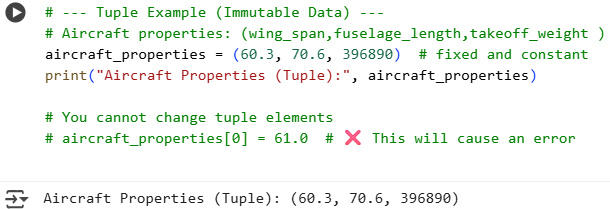 # --- Tuple Example (Immutable Data) ---
# Aircraft properties: (wing_span,fuselage_length,takeoff_weight )
aircraft_properties = (60.3, 70.6, 396890)  # fixed and constant
print("Aircraft Properties (Tuple):", aircraft_properties)
# You cannot change tuple elements
# aircraft_properties[0] = 61.0  # ❌ This will cause an error
Aircraft Properties (Tuple): (60.3, 70.6, 396890)